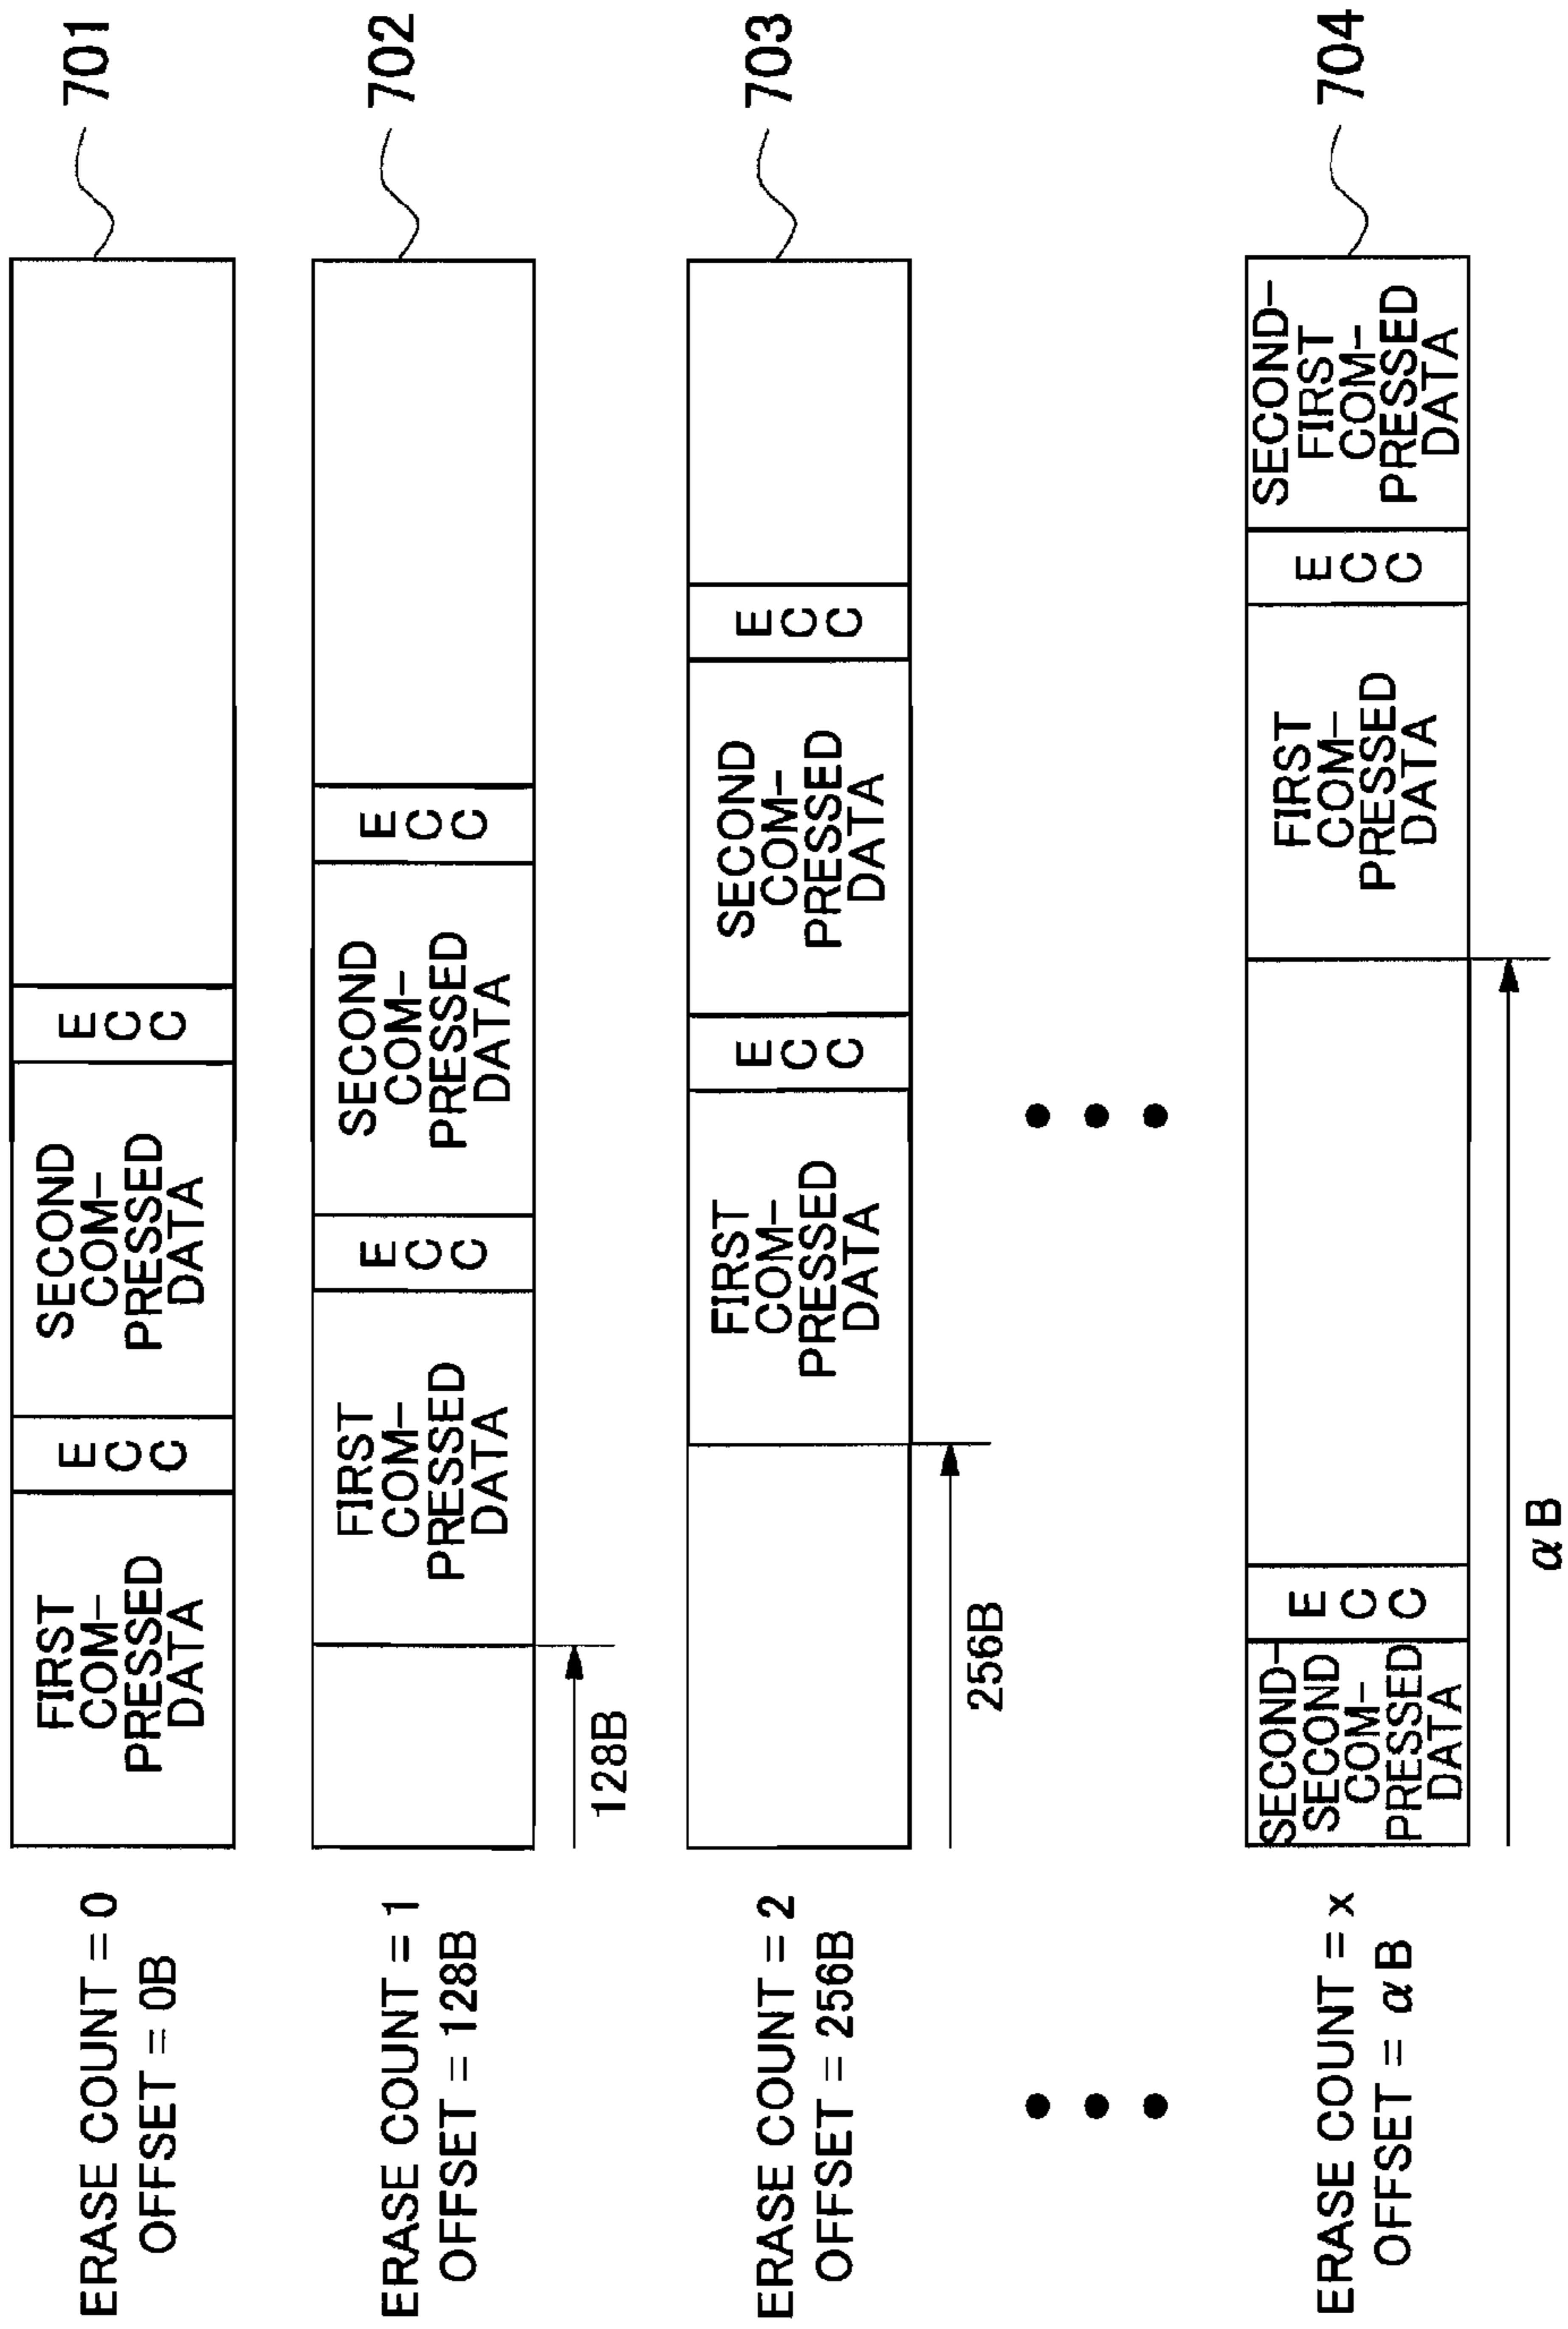 ERASE COUNT = 0
OFFSET = 0B
FIRST
COM-
PRESSED
DATA
E
C
C
SECOND
COM-
PRESSED
DATA
E
C
C
701
ERASE COUNT = 1
OFFSET = 128B
FIRST
COM-
PRESSED
DATA
E
C
C
SECOND
COM-
PRESSED
DATA
E
C
C
702
128B
ERASE COUNT = 2
OFFSET = 256B
FIRST
COM-
PRESSED
DATA
E
C
C
SECOND
COM-
PRESSED
DATA
E
C
C
703
256B
ERASE COUNT = x
OFFSET = α B
SECOND-
SECOND
COM-
PRESSED
DATA
E
C
C
FIRST
COM-
PRESSED
DATA
E
C
C
SECOND-
FIRST
COM-
PRESSED
DATA
704
α B